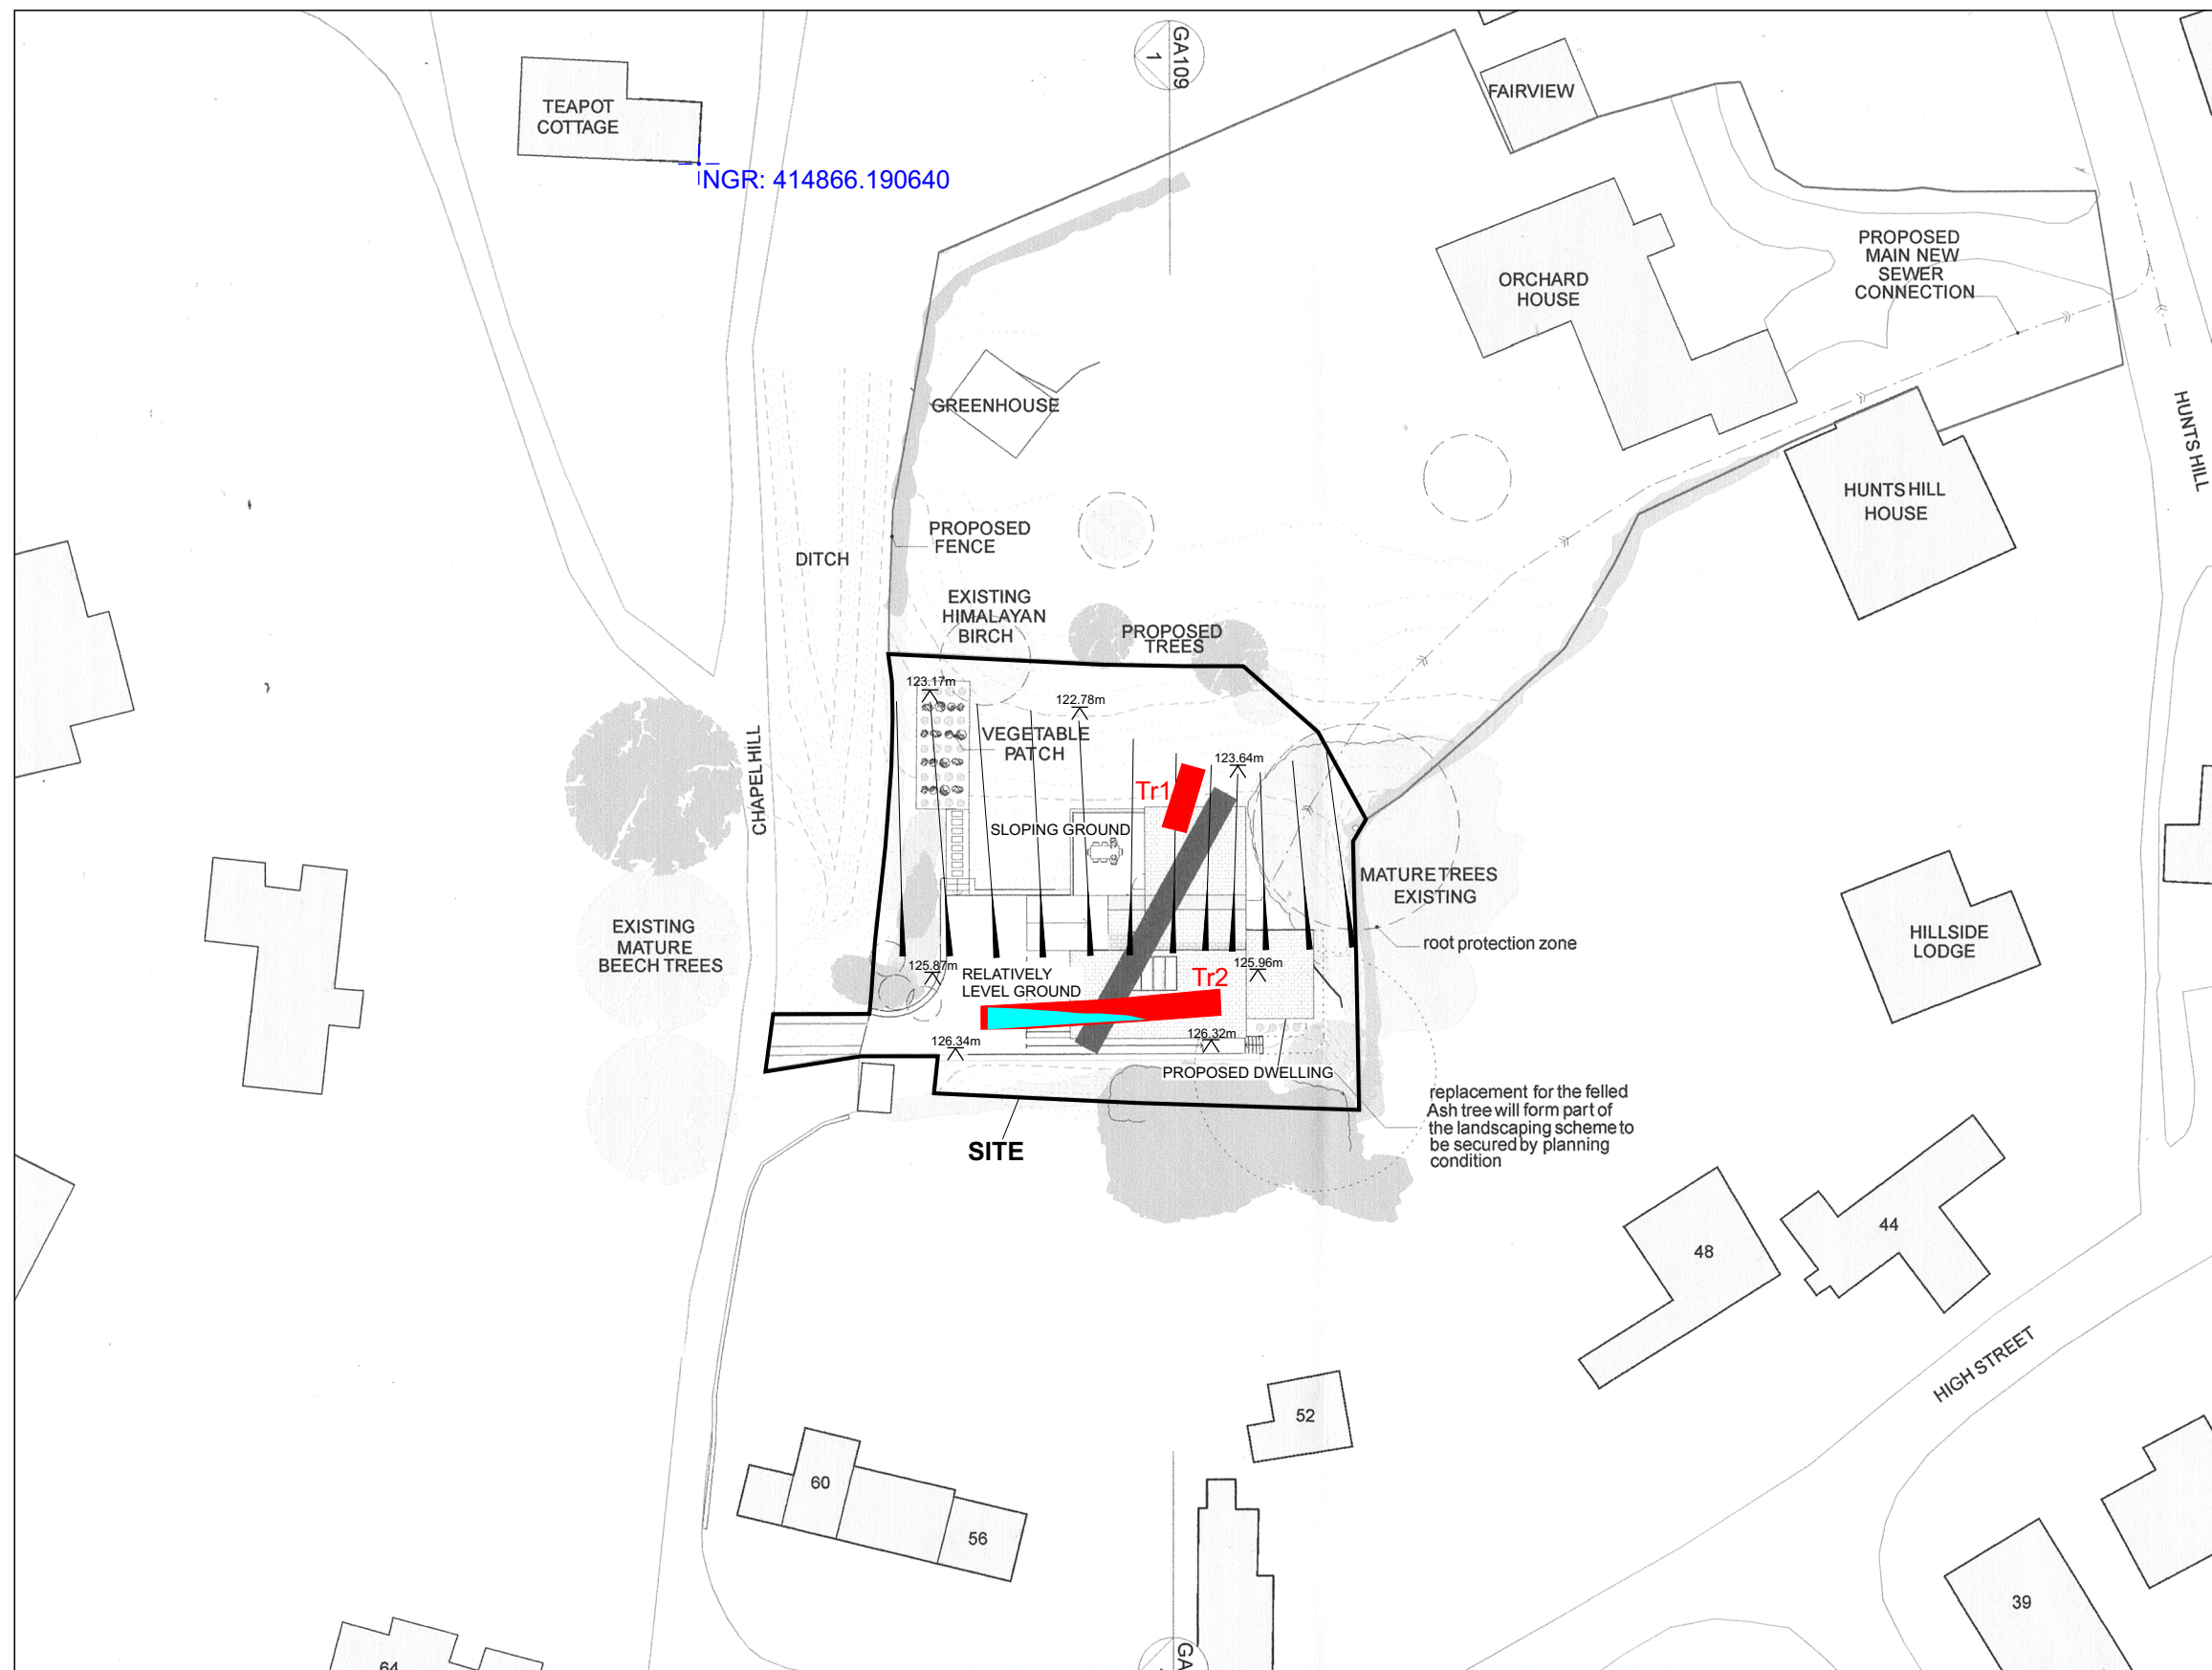 GA109
1
TEAPOT
COTTAGE
NGR: 414866.190640
FAIRVIEW
ORCHARD
HOUSE
PROPOSED
MAIN NEW
SEWER
CONNECTION
HUNTS HILL
GREENHOUSE
HUNTS HILL
HOUSE
PROPOSED
FENCE
DITCH
EXISTING
HIMALAYAN
BIRCH
PROPOSED
TREES
123.17m
122.78m
VEGETABLE
PATCH
123.64m
Tr1
CHAPELHILL
SLOPING GROUND
MATURE TREES
EXISTING
EXISTING
MATURE
BEECH TREES
root protection zone
HILLSIDE
LODGE
125.87m
RELATIVELY
LEVEL GROUND
Tr2
125.96m
126.34m
126.32m
PROPOSED DWELLING
replacement for the felled
Ash tree will form part of
the landscaping scheme to
be secured by planning
condition
SITE
48
44
HIGH STREET
52
60
56
39
GA
64